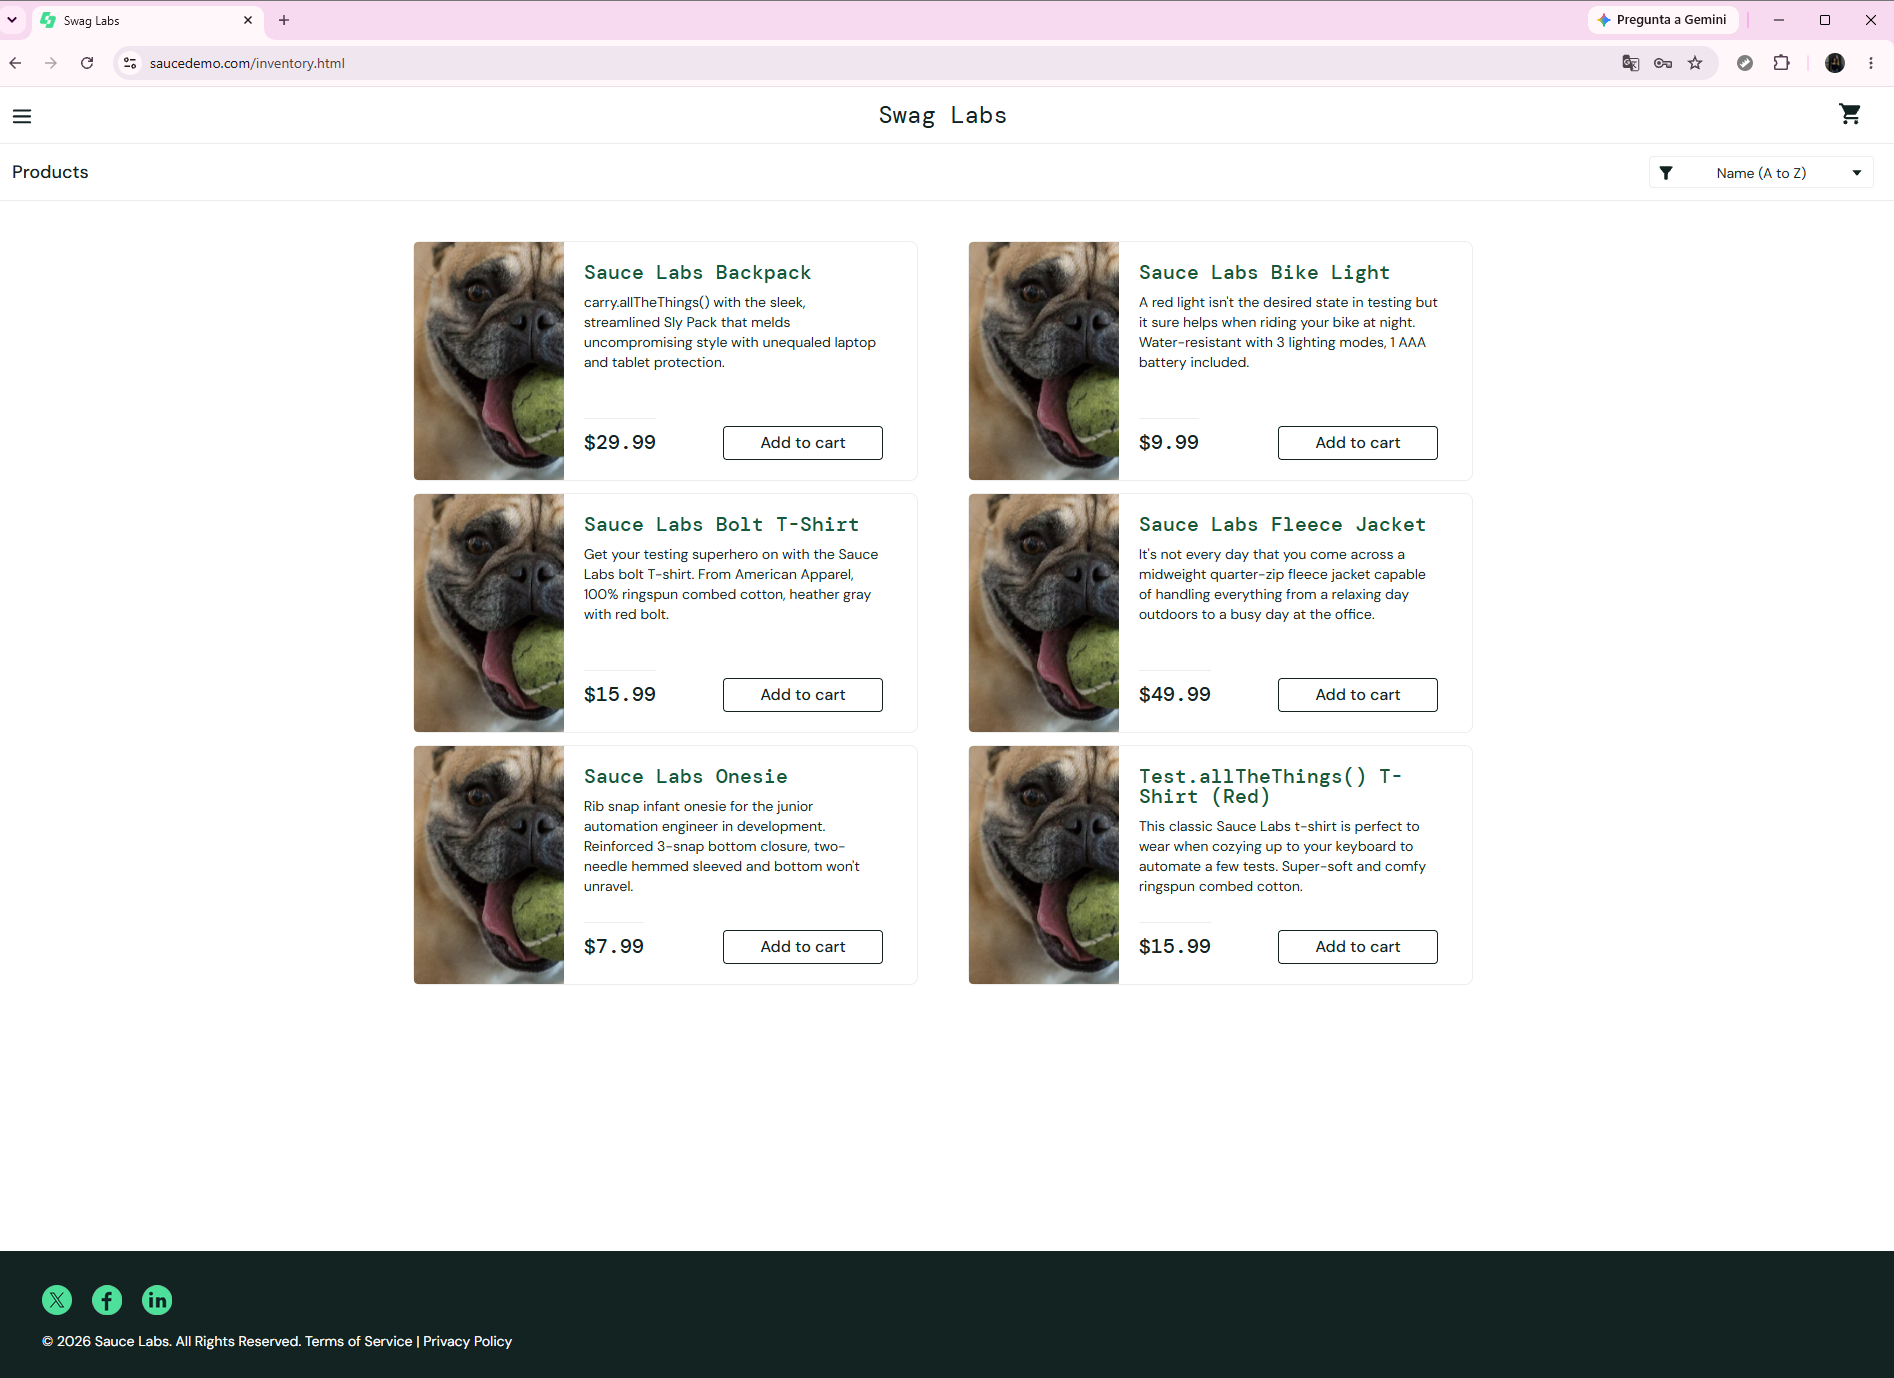 Swag Labs
Pregunta a Gemini
saucedemo.com/inventory.html
Swag Labs
Products
Name (A to Z)
Sauce Labs Backpack
carry.allTheThings() with the sleek,
streamlined Sly Pack that melds
uncompromising style with unequaled laptop
and tablet protection.
$29.99
Add to cart
Sauce Labs Bike Light
A red light isn't the desired state in testing but
it sure helps when riding your bike at night.
Water-resistant with 3 lighting modes, 1 AAA
battery included.
$9.99
Add to cart
Sauce Labs Bolt T-Shirt
Get your testing superhero on with the Sauce
Labs bolt T-shirt. From American Apparel,
100% ringspun combed cotton, heather gray
with red bolt.
$15.99
Add to cart
Sauce Labs Fleece Jacket
It's not every day that you come across a
midweight quarter-zip fleece jacket capable
of handling everything from a relaxing day
outdoors to a busy day at the office.
$49.99
Add to cart
Sauce Labs Onesie
Rib snap infant onesie for the junior
automation engineer in development.
Reinforced 3-snap bottom closure, two-
needle hemmed sleeved and bottom won't
unravel.
$7.99
Add to cart
Test.allTheThings() T-
Shirt (Red)
This classic Sauce Labs t-shirt is perfect to
wear when cozying up to your keyboard to
automate a few tests. Super-soft and comfy
ringspun combed cotton.
$15.99
Add to cart
© 2026 Sauce Labs. All Rights Reserved. Terms of Service | Privacy Policy